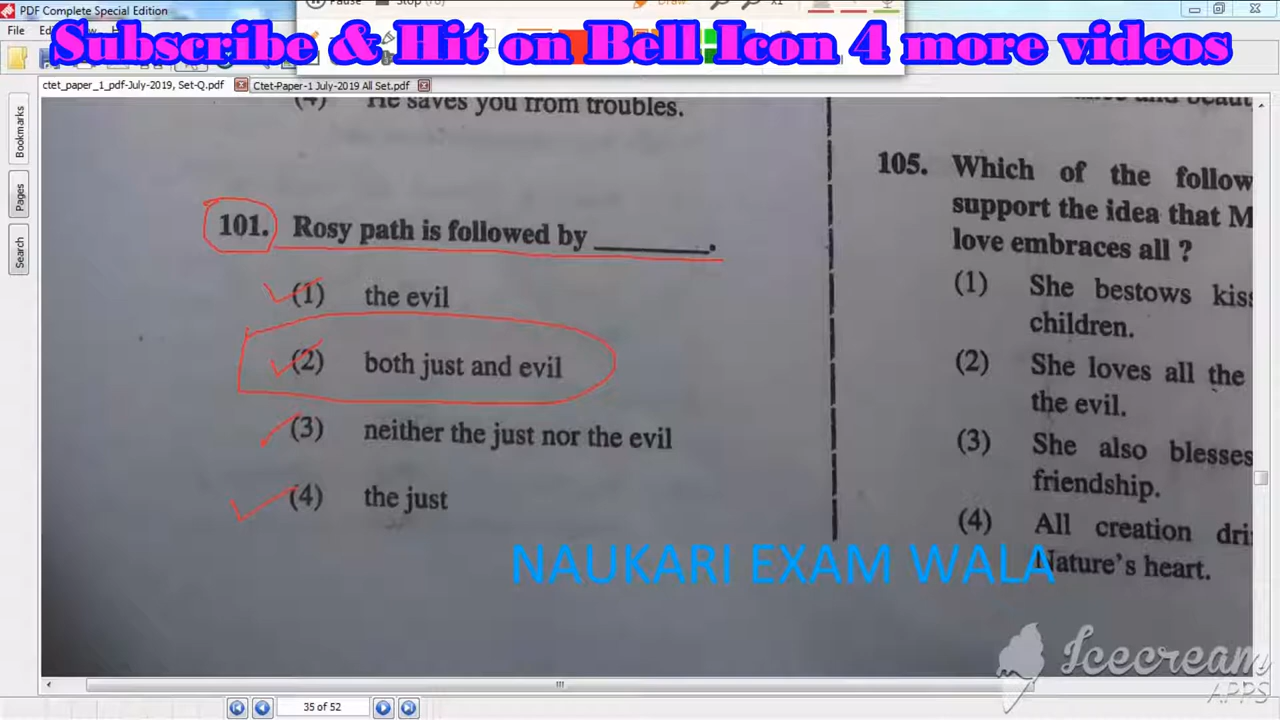 PDF Complete Special Edition
Pause
Stop
Draw
x1
File
Subscribe & Hit on Bell Icon 4 more videos
ctet_paper_1_pdf-July-2019, Set-Q.pdf
Ctet-Paper-1 July-2019 All Set.pdf
Bookmarks
Pages
Search
(4) He saves you from troubles.
101. Rosy path is followed by ________.
(1) the evil
(2) both just and evil
(3) neither the just nor the evil
(4) the just
105. Which of the follow
support the idea that M
love embraces all ?
(1) She bestows kiss
children.
(2) She loves all the
the evil.
(3) She also blesses
friendship.
(4) All creation dri
Nature's heart.
NAUKARI EXAM WALA
Icecream
APPS
35 of 52